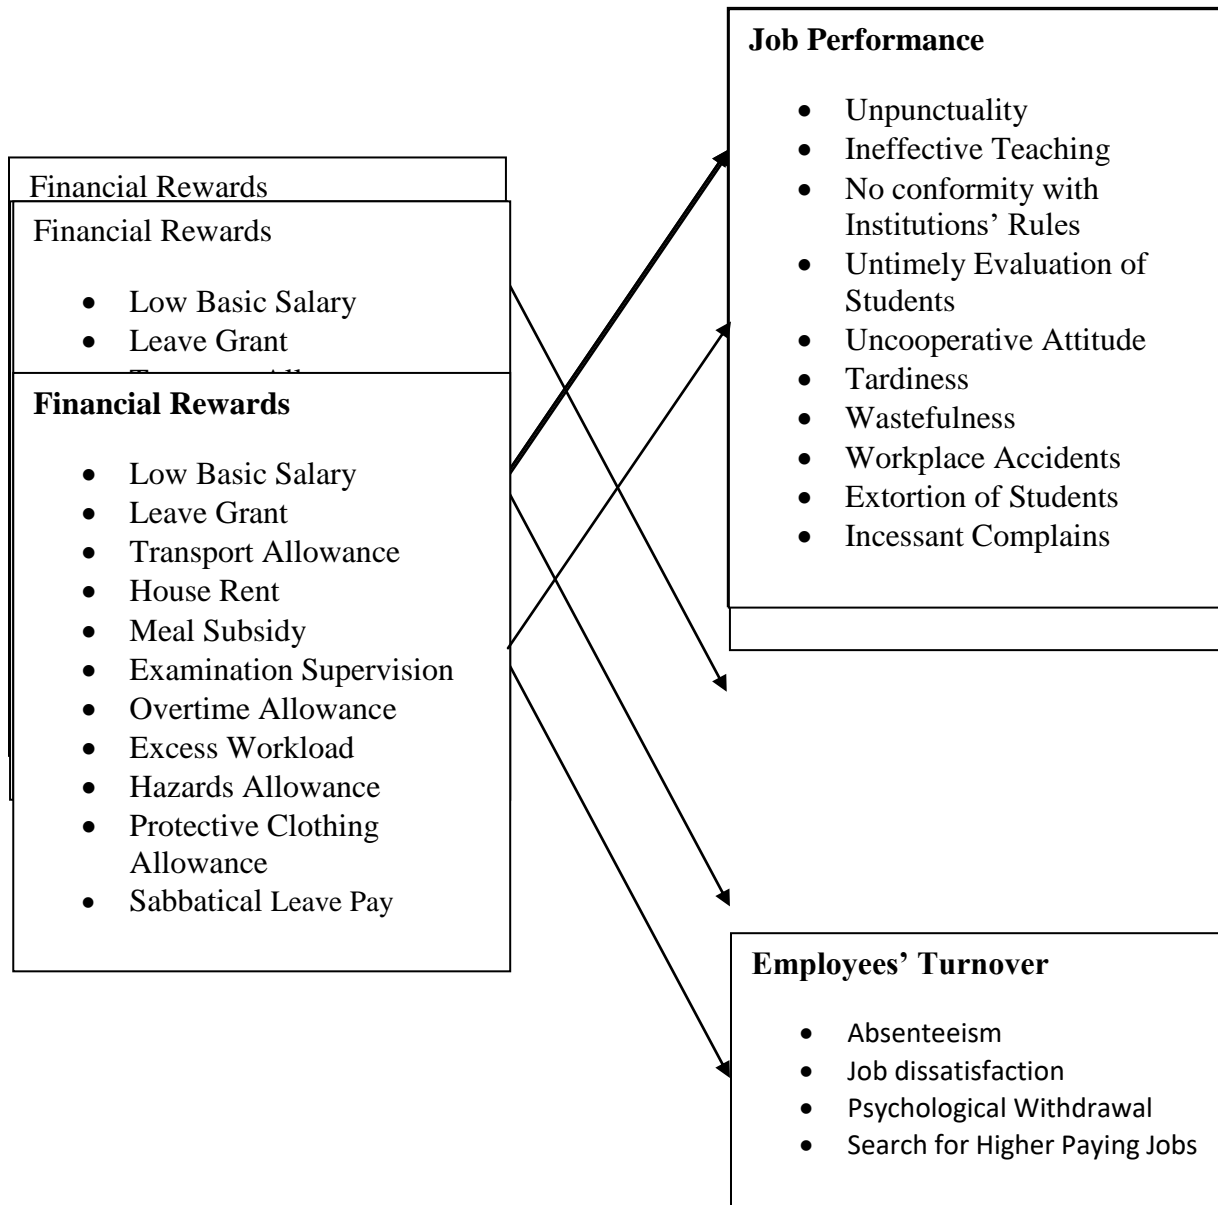 Job Performance
• Unpunctuality
• Ineffective Teaching
• No conformity with
Institutions’ Rules
• Untimely Evaluation of
Students
• Uncooperative Attitude
• Tardiness
• Wastefulness
• Workplace Accidents
• Extortion of Students
• Incessant Complains
Financial Rewards
Financial Rewards
• Low Basic Salary
• Leave Grant
Financial Rewards
• Low Basic Salary
• Leave Grant
• Transport Allowance
• House Rent
• Meal Subsidy
• Examination Supervision
• Overtime Allowance
• Excess Workload
• Hazards Allowance
• Protective Clothing
Allowance
• Sabbatical Leave Pay
Employees’ Turnover
• Absenteeism
• Job dissatisfaction
• Psychological Withdrawal
• Search for Higher Paying Jobs